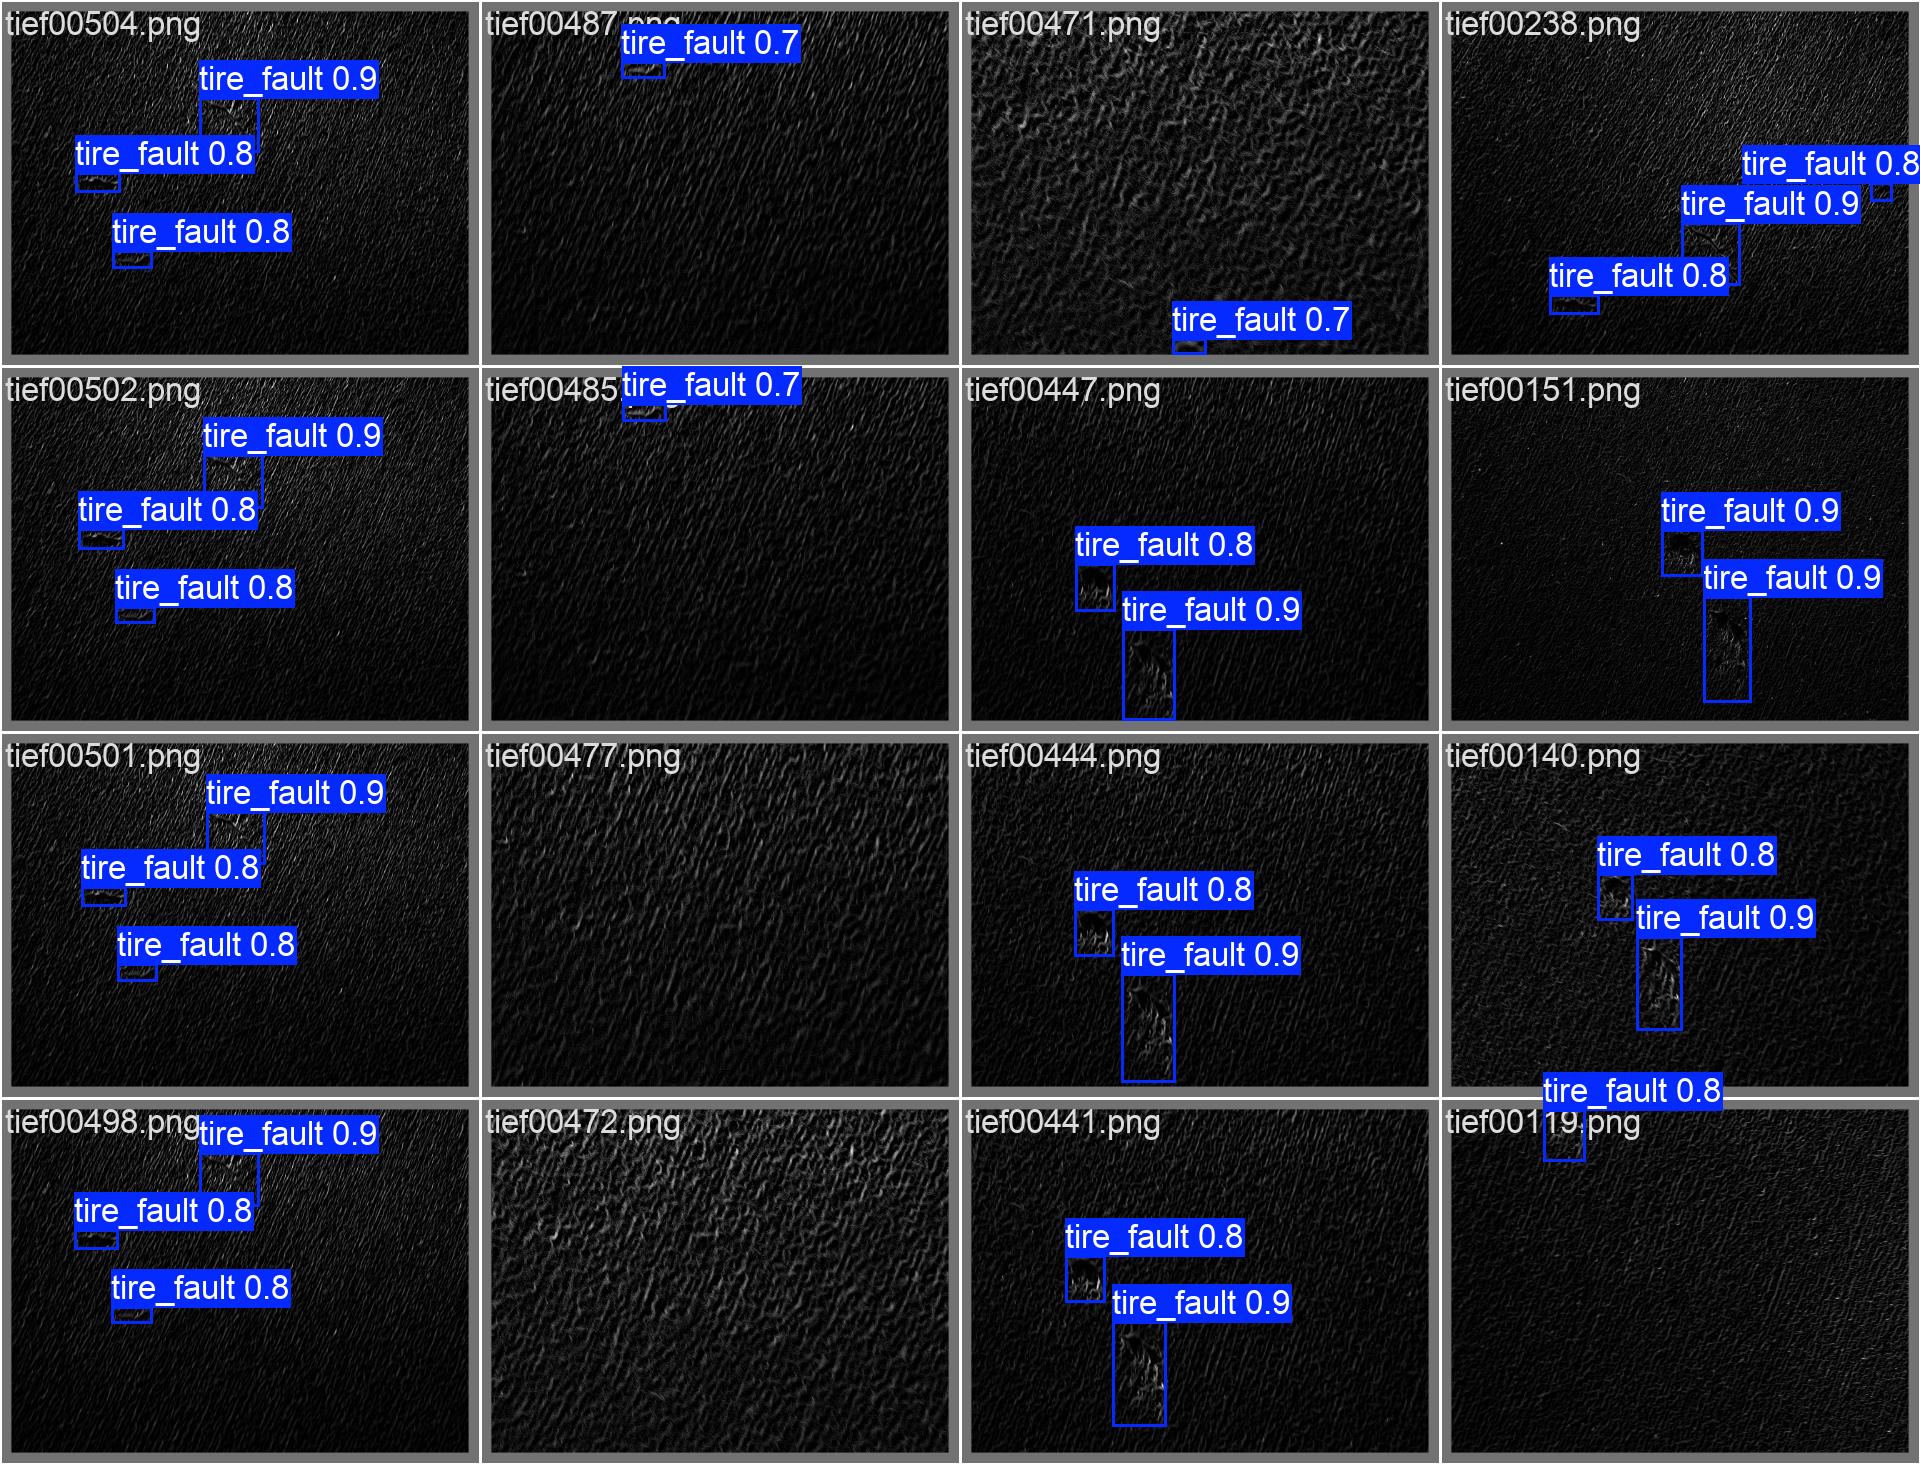 tief00504.png
tire_fault 0.9
tire_fault 0.8
tire_fault 0.8
tief00487.png
tire_fault 0.7
tief00471.png
tire_fault 0.7
tief00238.png
tire_fault 0.8
tire_fault 0.9
tire_fault 0.8
tief00502.png
tire_fault 0.9
tire_fault 0.8
tire_fault 0.8
tief00485
tire_fault 0.7
tief00447.png
tire_fault 0.8
tire_fault 0.9
tief00151.png
tire_fault 0.9
tire_fault 0.9
tief00501.png
tire_fault 0.9
tire_fault 0.8
tire_fault 0.8
tief00477.png
tief00444.png
tire_fault 0.8
tire_fault 0.9
tief00140.png
tire_fault 0.8
tire_fault 0.9
tief00498.png
tire_fault 0.9
tire_fault 0.8
tire_fault 0.8
tief00472.png
tief00441.png
tire_fault 0.8
tire_fault 0.9
tire_fault 0.8
tief00119.png